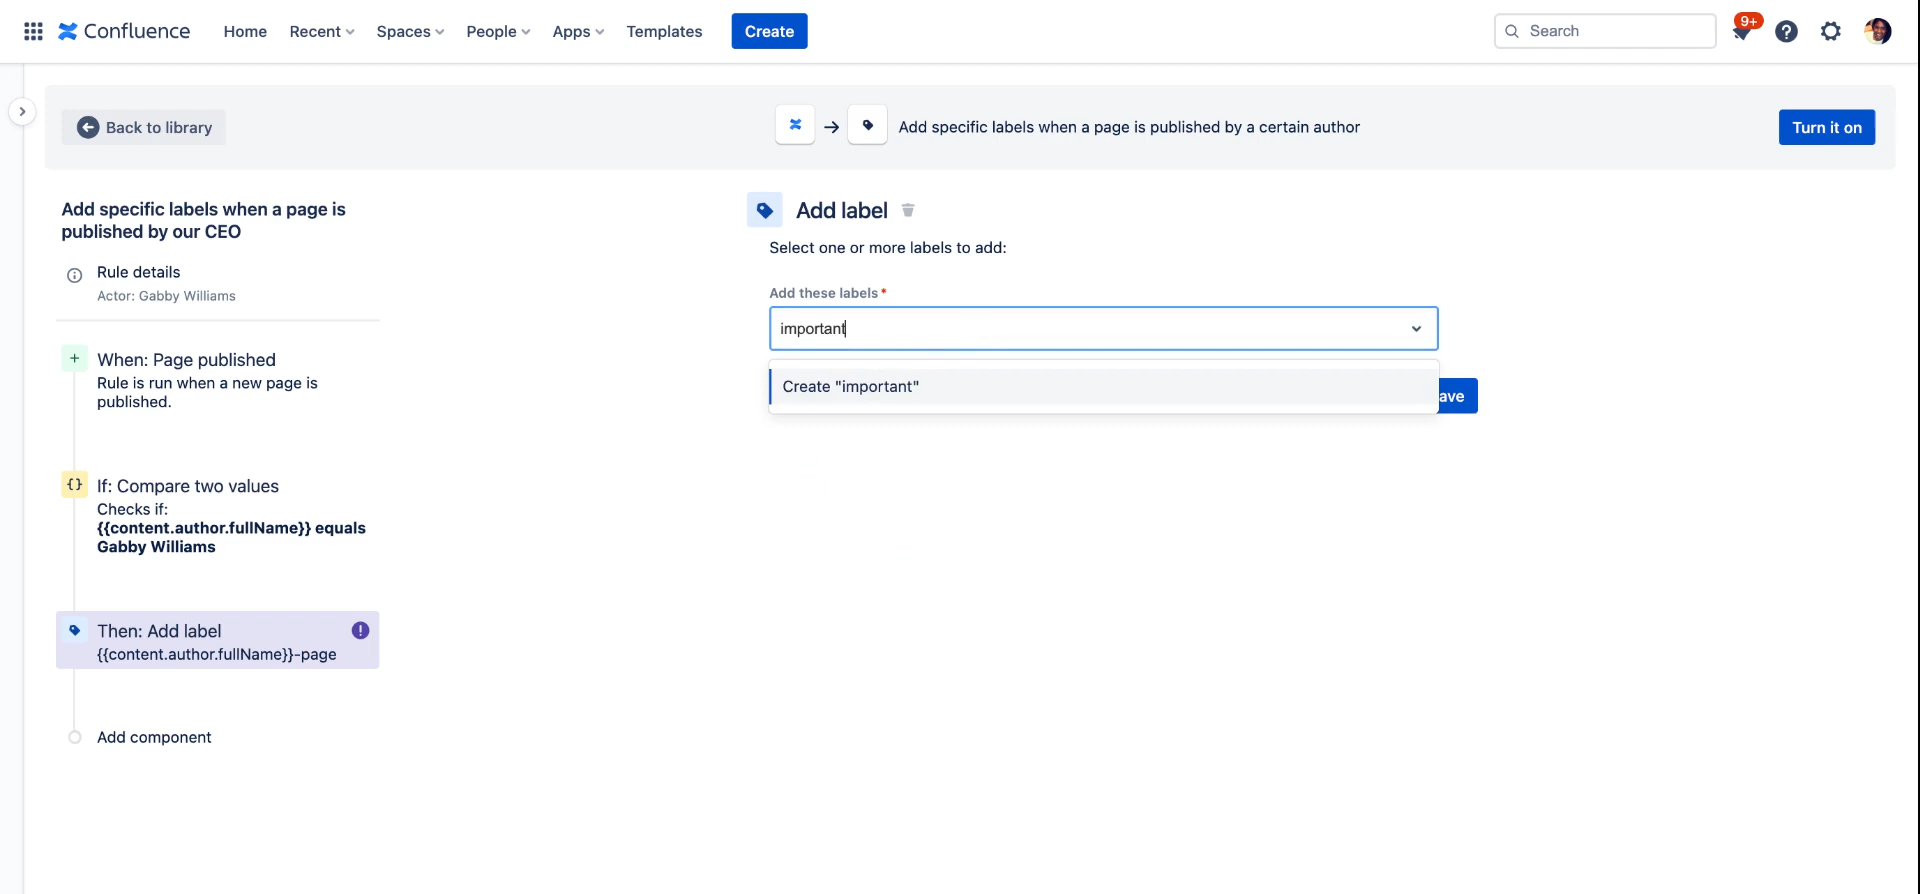 Confluence
Home
Recent
Spaces
People
Apps
Templates
Create
Search
9+
Back to library
Add specific labels when a page is published by a certain author
Turn it on
Add specific labels when a page is
published by our CEO
Rule details
Actor: Gabby Williams
When: Page published
Rule is run when a new page is
published.
{} If: Compare two values
Checks if:
{{content.author.fullName}} equals
Gabby Williams
Then: Add label
{{content.author.fullName}}-page
Add component
Add label
Select one or more labels to add:
Add these labels*
important
Create "important"
ave